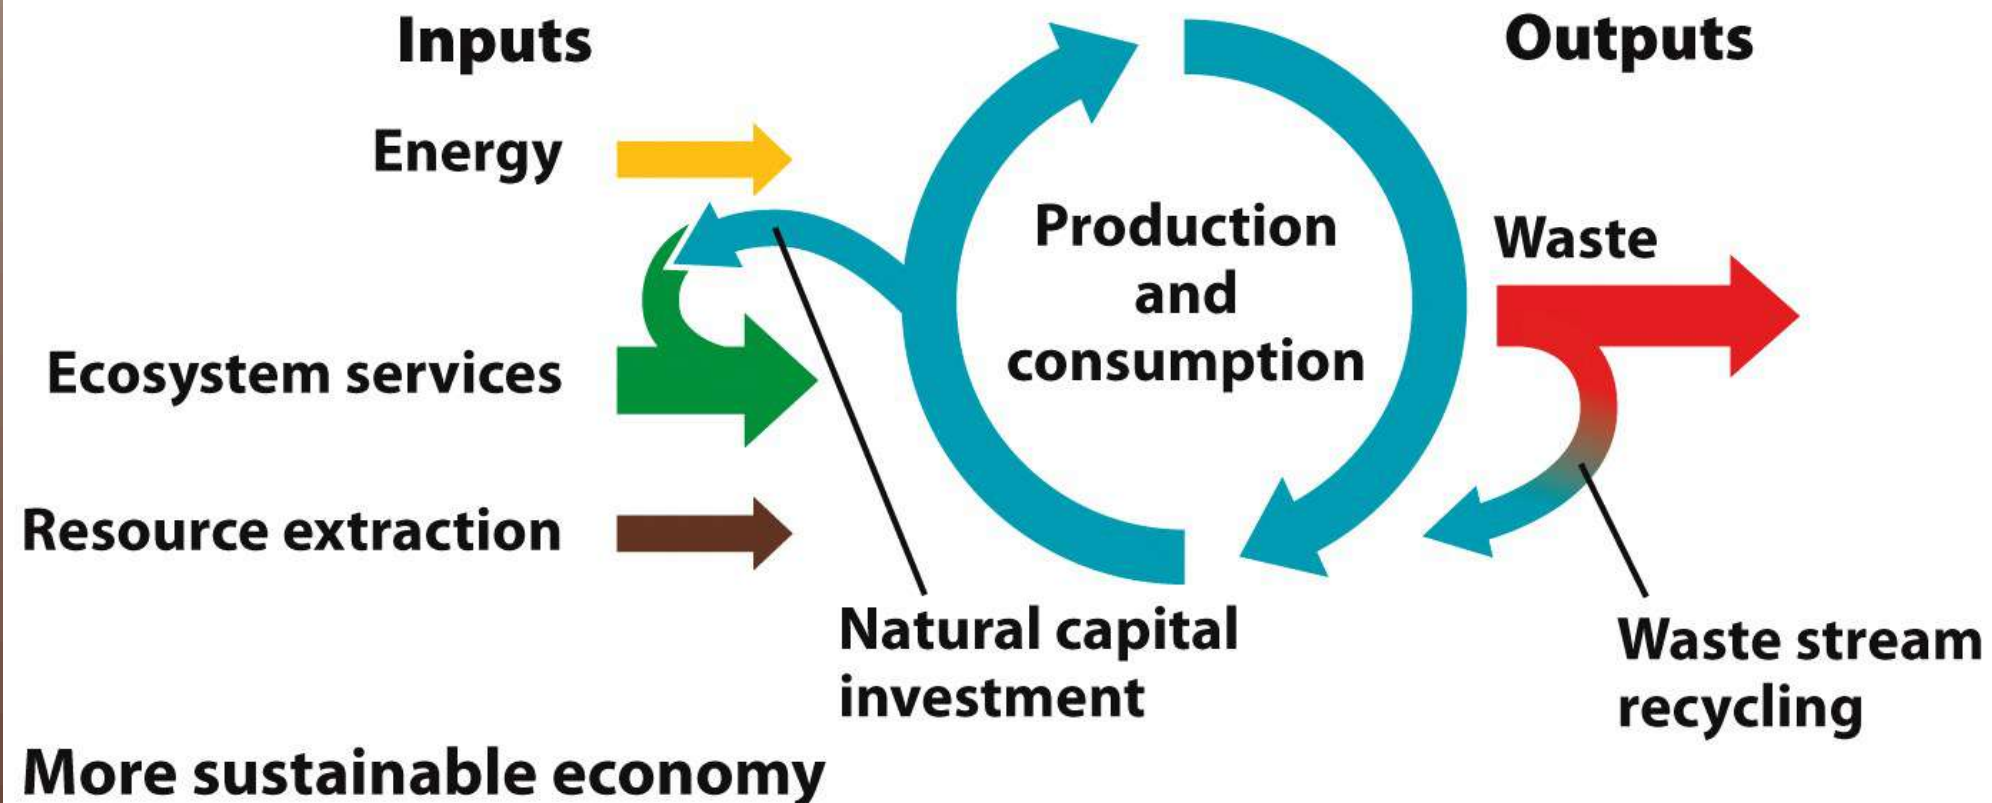 Inputs
Outputs
Energy
Production
and
consumption
Waste
Ecosystem services
Resource extraction
Natural capital
investment
Waste stream
recycling
More sustainable economy